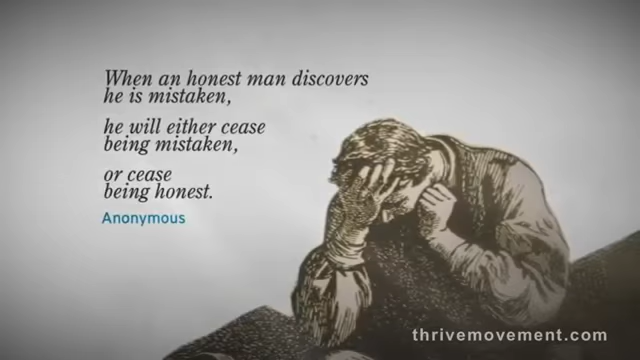 When an honest man discovers
he is mistaken,
he will either cease
being mistaken,
or cease
being honest.
Anonymous
thrivemovement.com